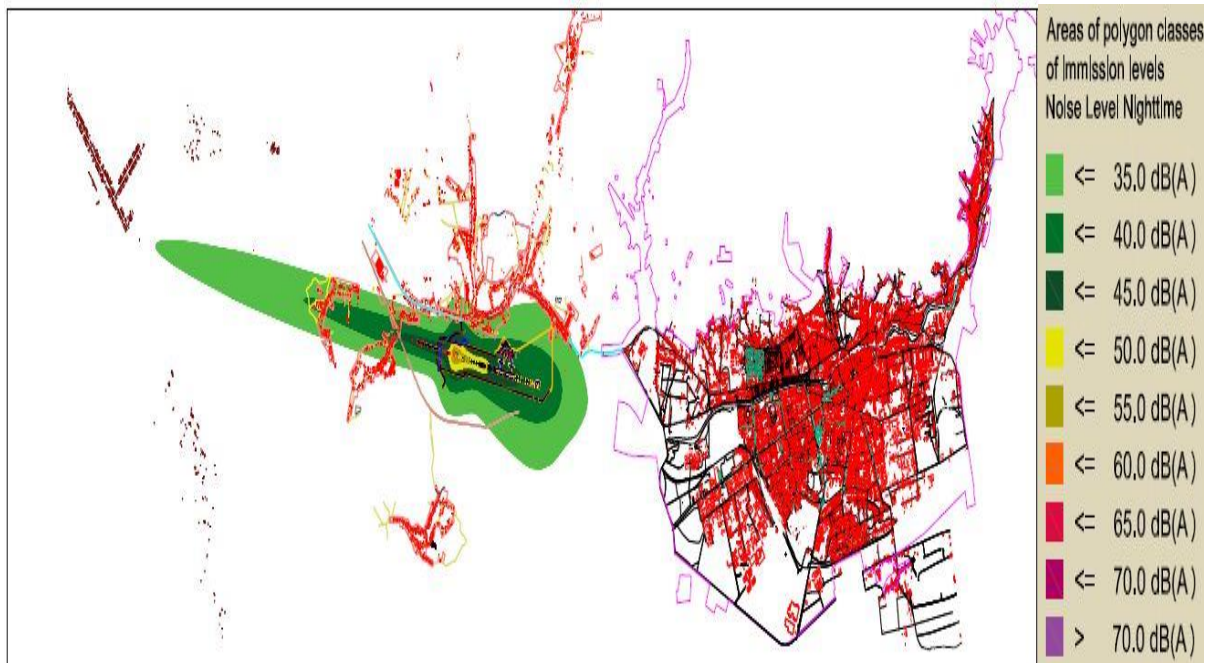 Areas of polygon classes
of immission levels
Noise Level Nighttime
<= 35.0 dB(A)
<= 40.0 dB(A)
<= 45.0 dB(A)
<= 50.0 dB(A)
<= 55.0 dB(A)
<= 60.0 dB(A)
<= 65.0 dB(A)
<= 70.0 dB(A)
> 70.0 dB(A)